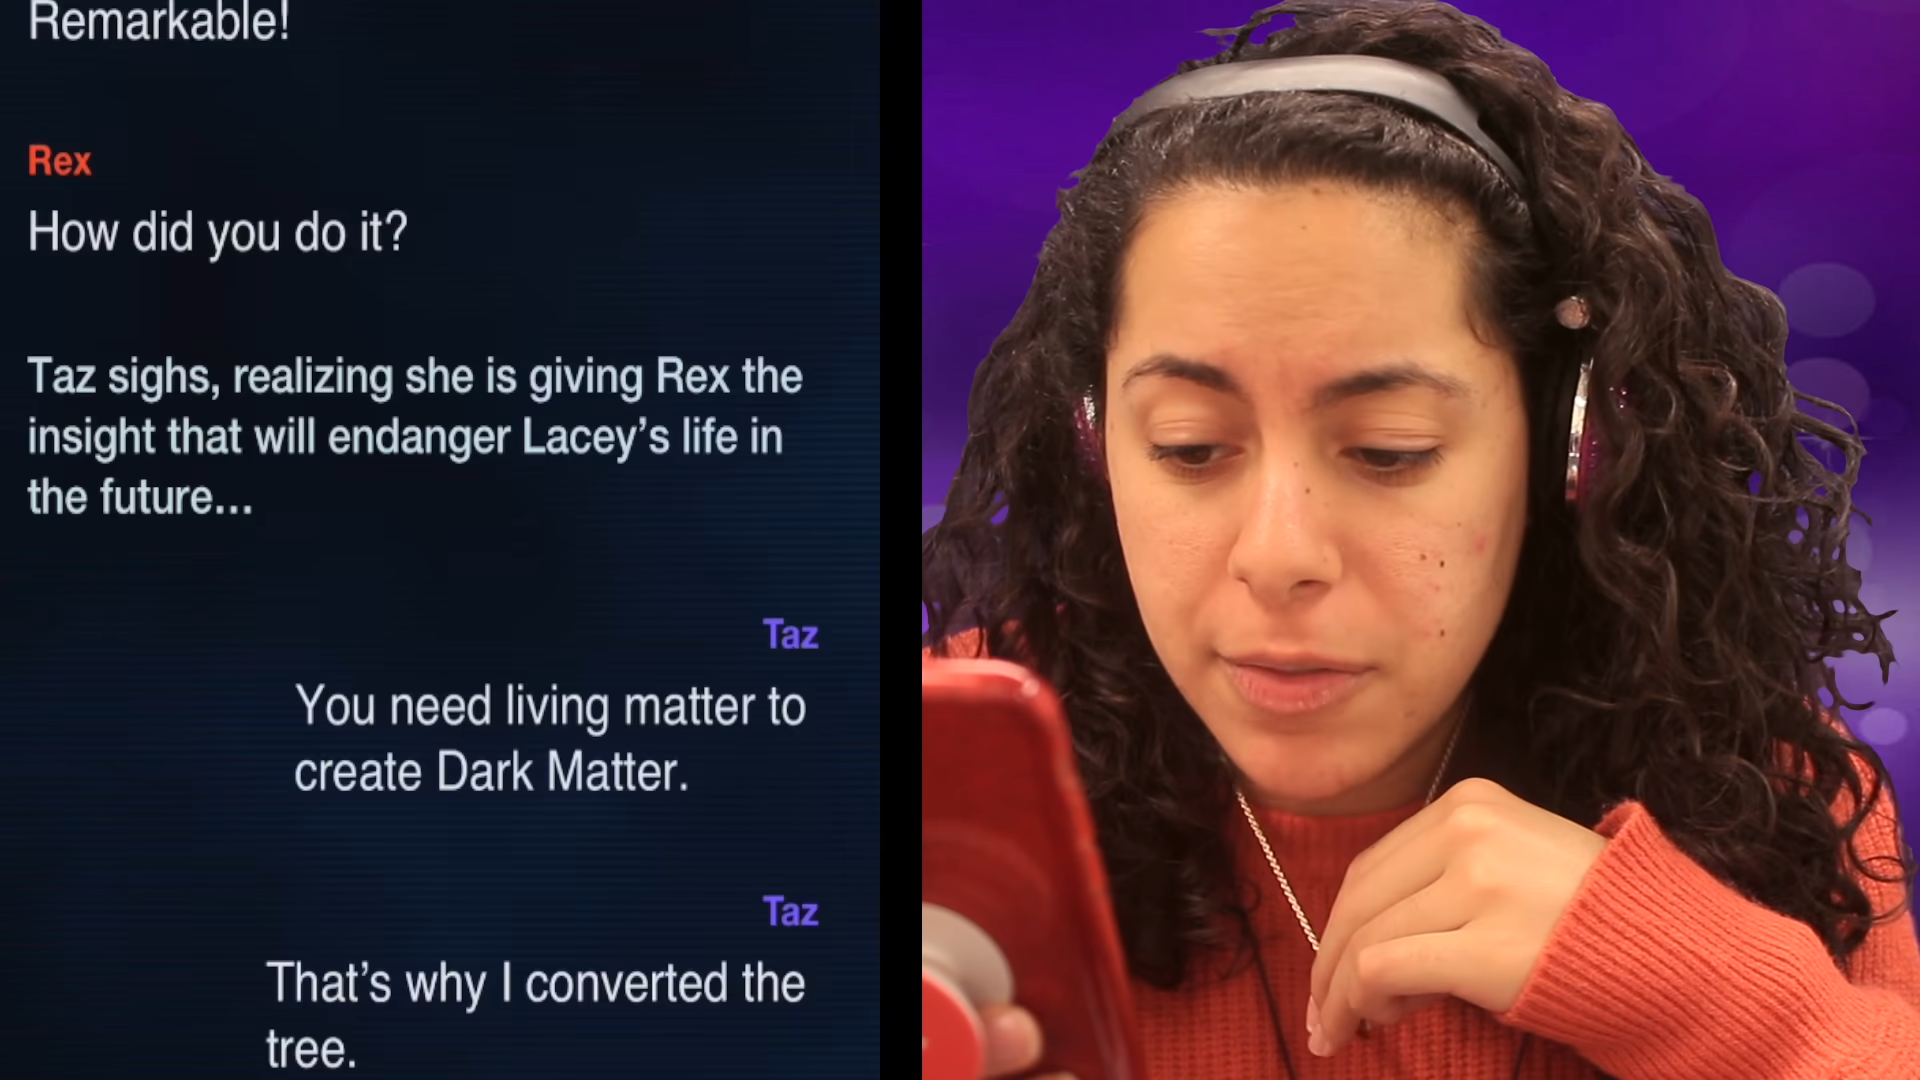 Remarkable!
Rex
How did you do it?
Taz sighs, realizing she is giving Rex the
insight that will endanger Lacey’s life in
the future...
Taz
You need living matter to
create Dark Matter.
Taz
That’s why I converted the
tree.